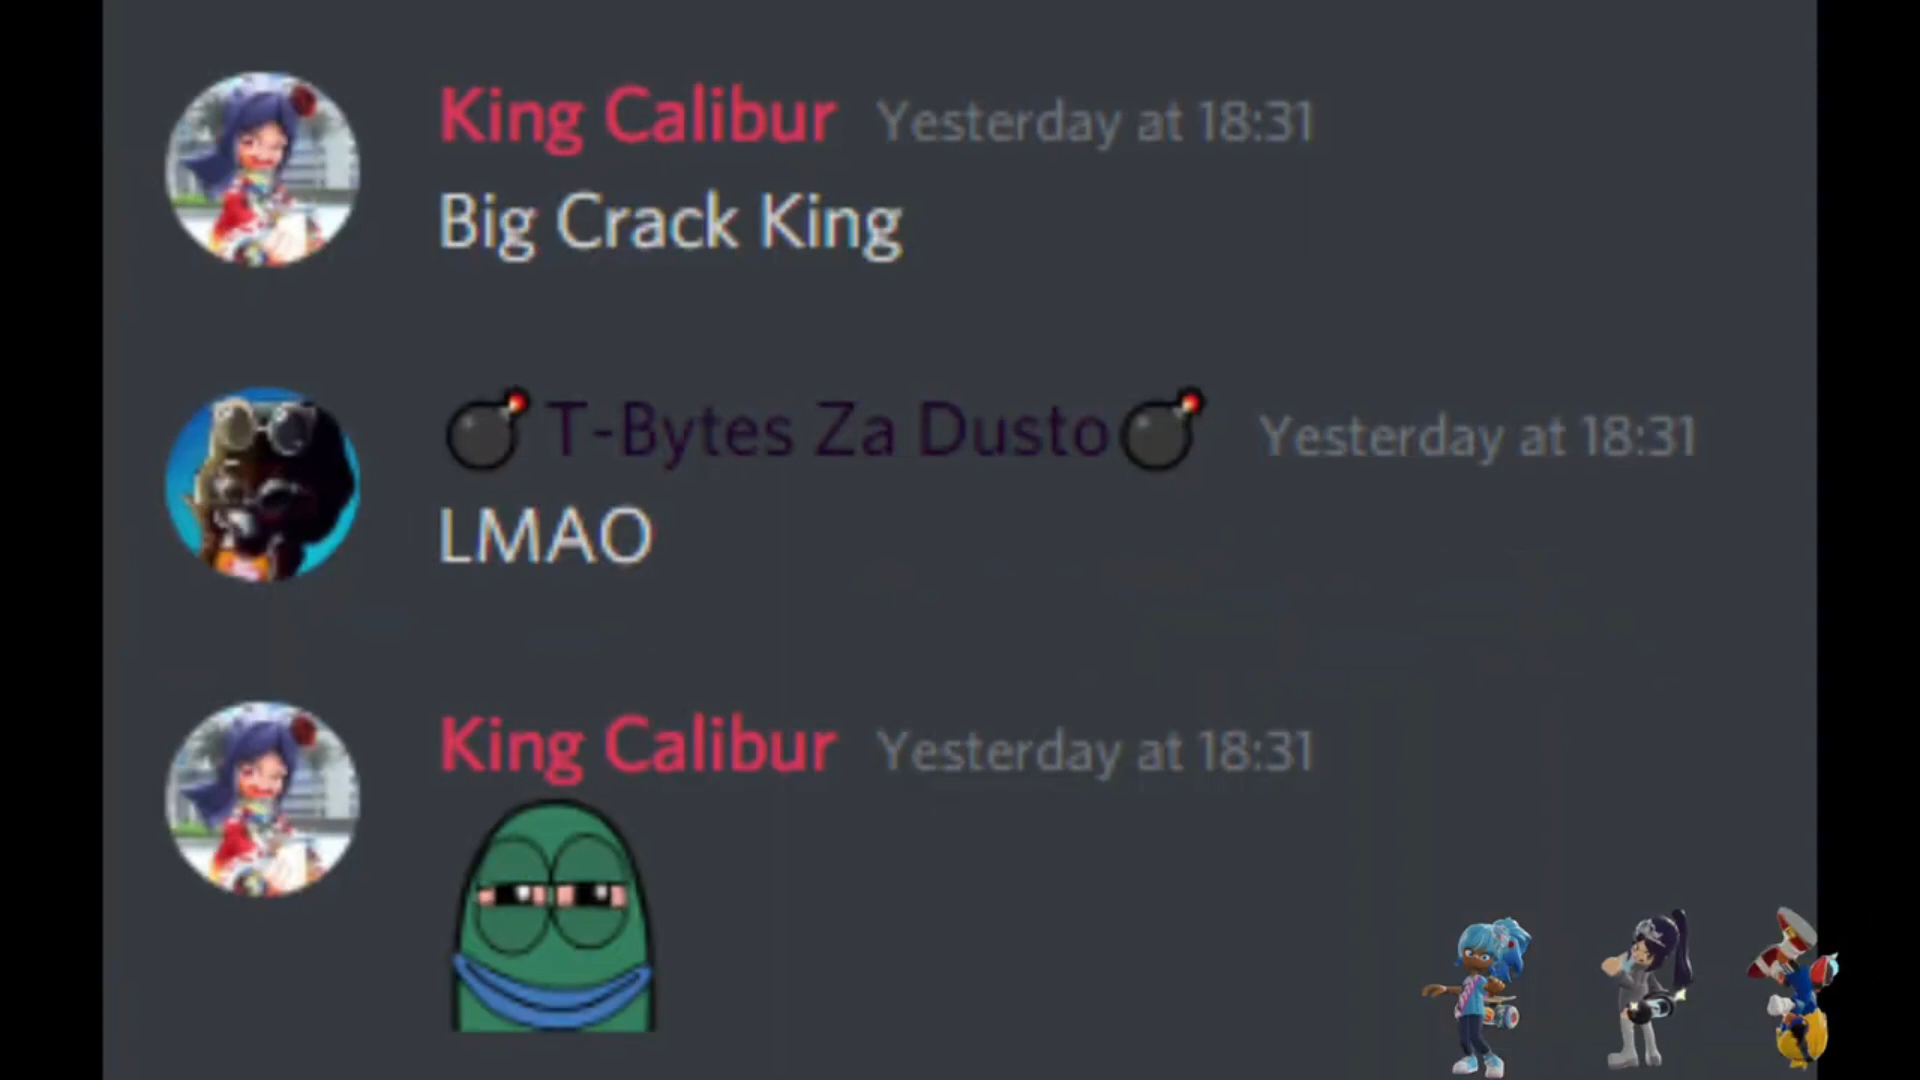 King Calibur Yesterday at 18:31
Big Crack King
💣T-Bytes Za Dusto💣 Yesterday at 18:31
LMAO
King Calibur Yesterday at 18:31